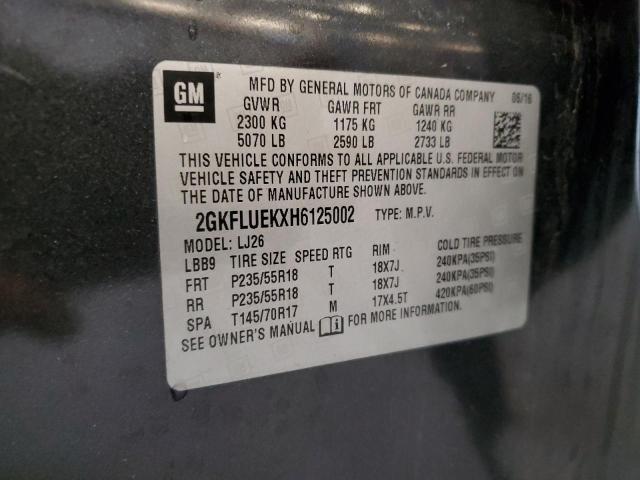 GM
MFD BY GENERAL MOTORS OF CANADA COMPANY 06/16
GVWR GAWR FRT GAWR RR
2300 KG 1175 KG 1240 KG
5070 LB 2590 LB 2733 LB
THIS VEHICLE CONFORMS TO ALL APPLICABLE U.S. FEDERAL MOTOR
VEHICLE SAFETY AND THEFT PREVENTION STANDARDS IN EFFECT ON
THE DATE OF MANUFACTURE SHOWN ABOVE.
2GKFLUEKXH6125002 TYPE: M.P.V.
MODEL: LJ26
LBB9 TIRE SIZE SPEED RTG RIM COLD TIRE PRESSURE
FRT P235/55R18 T 18X7J 240KPA(35PSI)
RR P235/55R18 T 18X7J 240KPA(35PSI)
SPA T145/70R17 M 17X4.5T 420KPA(60PSI)
SEE OWNER'S MANUAL FOR MORE INFORMATION.